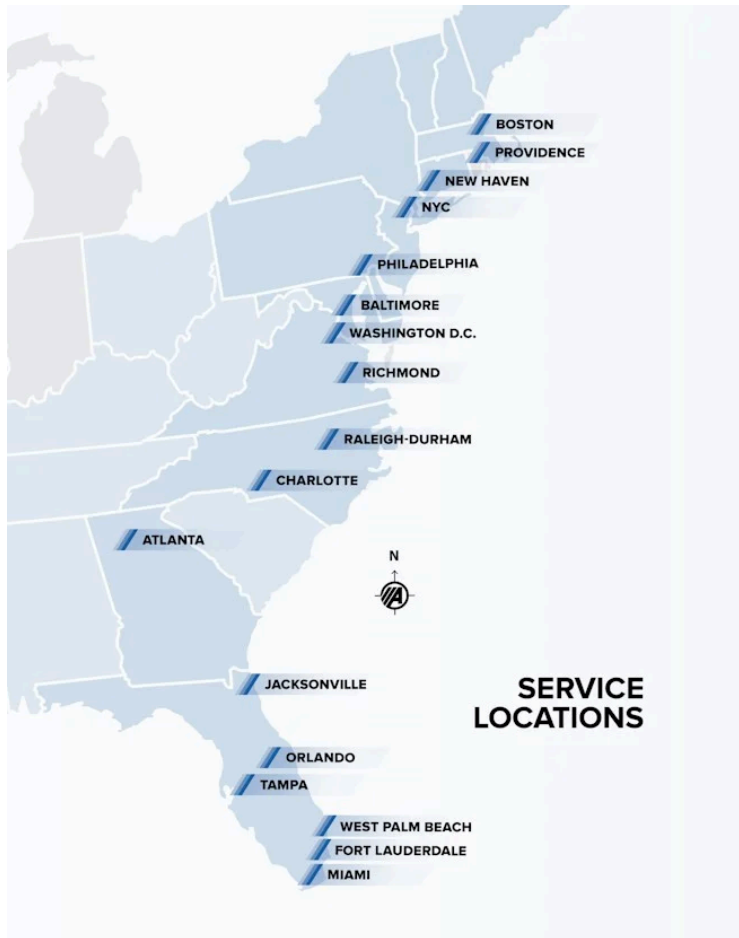 BOSTON
PROVIDENCE
NEW HAVEN
NYC
PHILADELPHIA
BALTIMORE
WASHINGTON D.C.
RICHMOND
RALEIGH-DURHAM
CHARLOTTE
ATLANTA
N
A
JACKSONVILLE
SERVICE
LOCATIONS
ORLANDO
TAMPA
WEST PALM BEACH
FORT LAUDERDALE
MIAMI